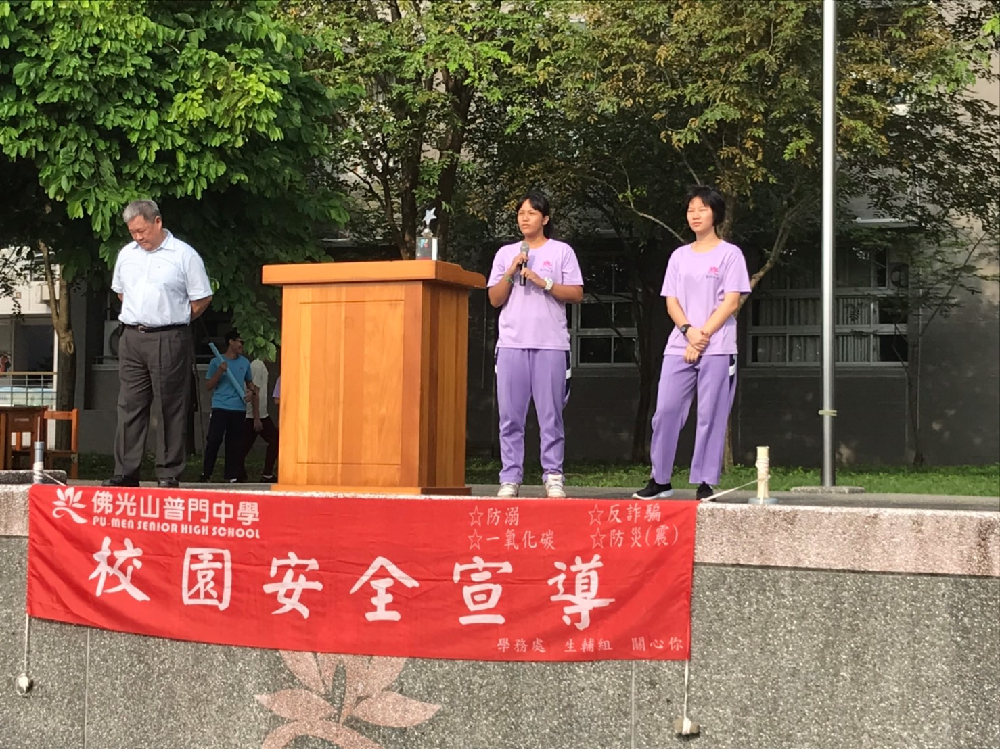 佛光山普門中學
PU-MEN SENIOR HIGH SCHOOL
☆防溺 ☆反詐騙
☆一氧化碳 ☆防災(震)
校園安全宣導
學務處 生輔組 關心你